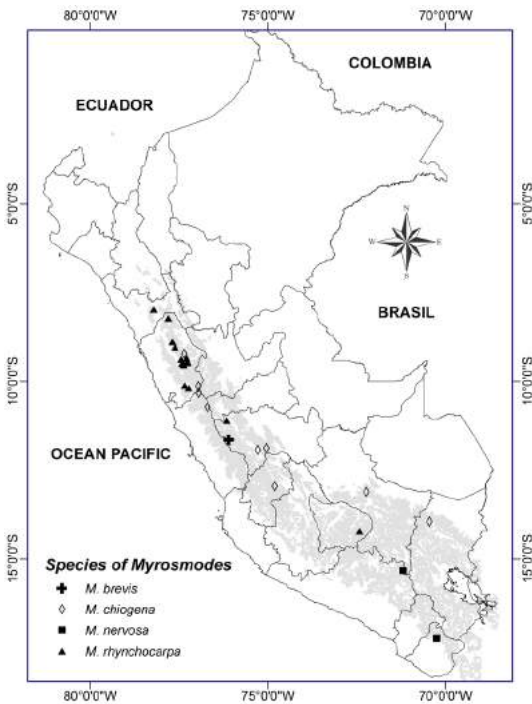 80°0'0"W 75°0'0"W 70°0'0"W
COLOMBIA
ECUADOR
5°0'0"S 5°0'0"S
N
W E
S
BRASIL
10°0'0"S 10°0'0"S
OCEAN PACIFIC
15°0'0"S 15°0'0"S
Species of Myrosmodes
M. brevis
M. chiogena
M. nervosa
M. rhynchocarpa
80°0'0"W 75°0'0"W 70°0'0"W